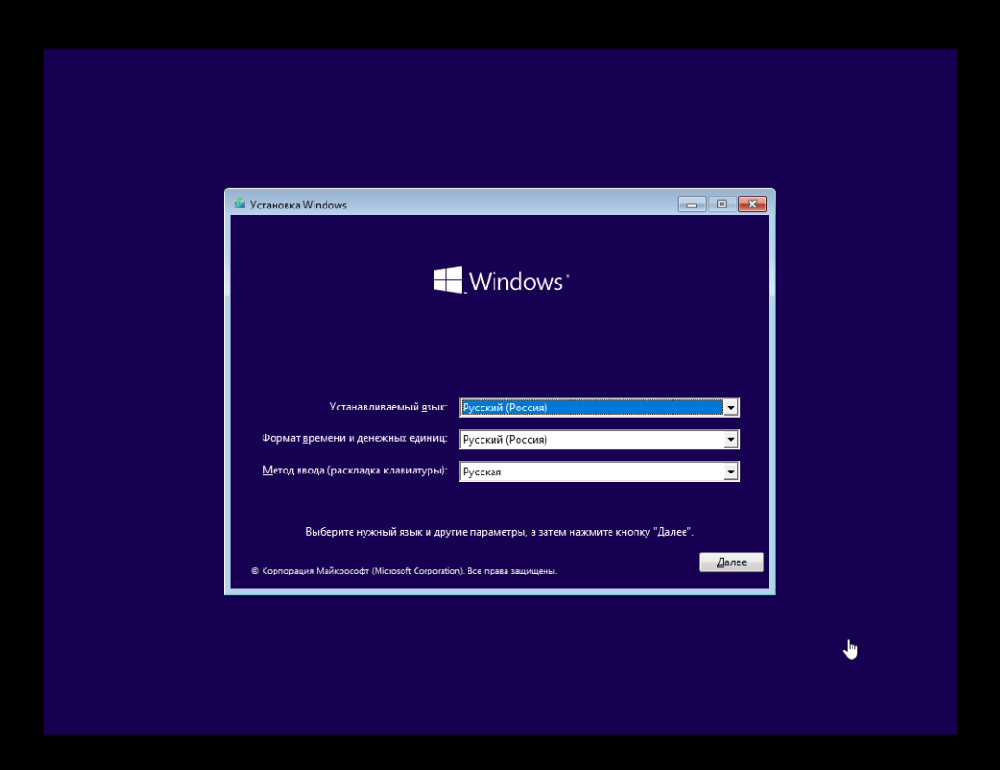 Установка Windows
Windows
Устанавливаемый язык: Русский (Россия)
Формат времени и денежных единиц: Русский (Россия)
Метод ввода (раскладка клавиатуры): Русская
Выберите нужный язык и другие параметры, а затем нажмите кнопку "Далее".
Далее
© Корпорация Майкрософт (Microsoft Corporation). Все права защищены.